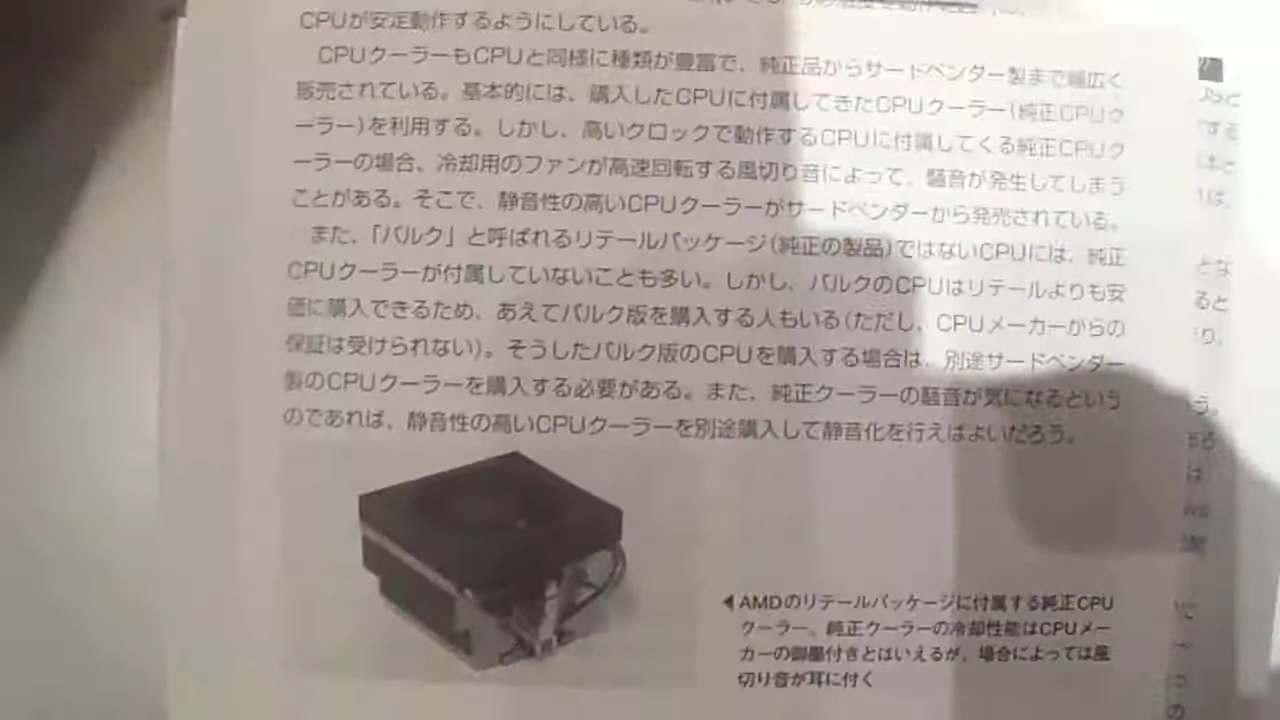 CPUが安定動作するようにしている。
CPUクーラーもCPUと同様に種類が豊富で、純正品からサードベンダー製まで幅広く
販売されている。基本的には、購入したCPUに付属してきたCPUクーラー(純正CPUク
ーラー)を利用する。しかし、高いクロックで動作するCPUに付属してくる純正CPUク
ーラーの場合、冷却用のファンが高速回転する風切り音によって、騒音が発生してしまう
ことがある。そこで、静音性の高いCPUクーラーがサードベンダーから発売されている。
また、「バルク」と呼ばれるリテールパッケージ(純正の製品)ではないCPUには、純正
CPUクーラーが付属していないことも多い。しかし、バルクのCPUはリテールよりも安
価に購入できるため、あえてバルク版を購入する人もいる(ただし、CPUメーカーからの
保証は受けられない)。そうしたバルク版のCPUを購入する場合は、別途サードベンダー
製のCPUクーラーを購入する必要がある。また、純正クーラーの騒音が気になるという
のであれば、静音性の高いCPUクーラーを別途購入して静音化を行えばよいだろう。
◀AMDのリテールパッケージに付属する純正CPU
クーラー。純正クーラーの冷却性能はCPUメー
カーの御墨付きとはいえるが、場合によっては風
切り音が耳に付く